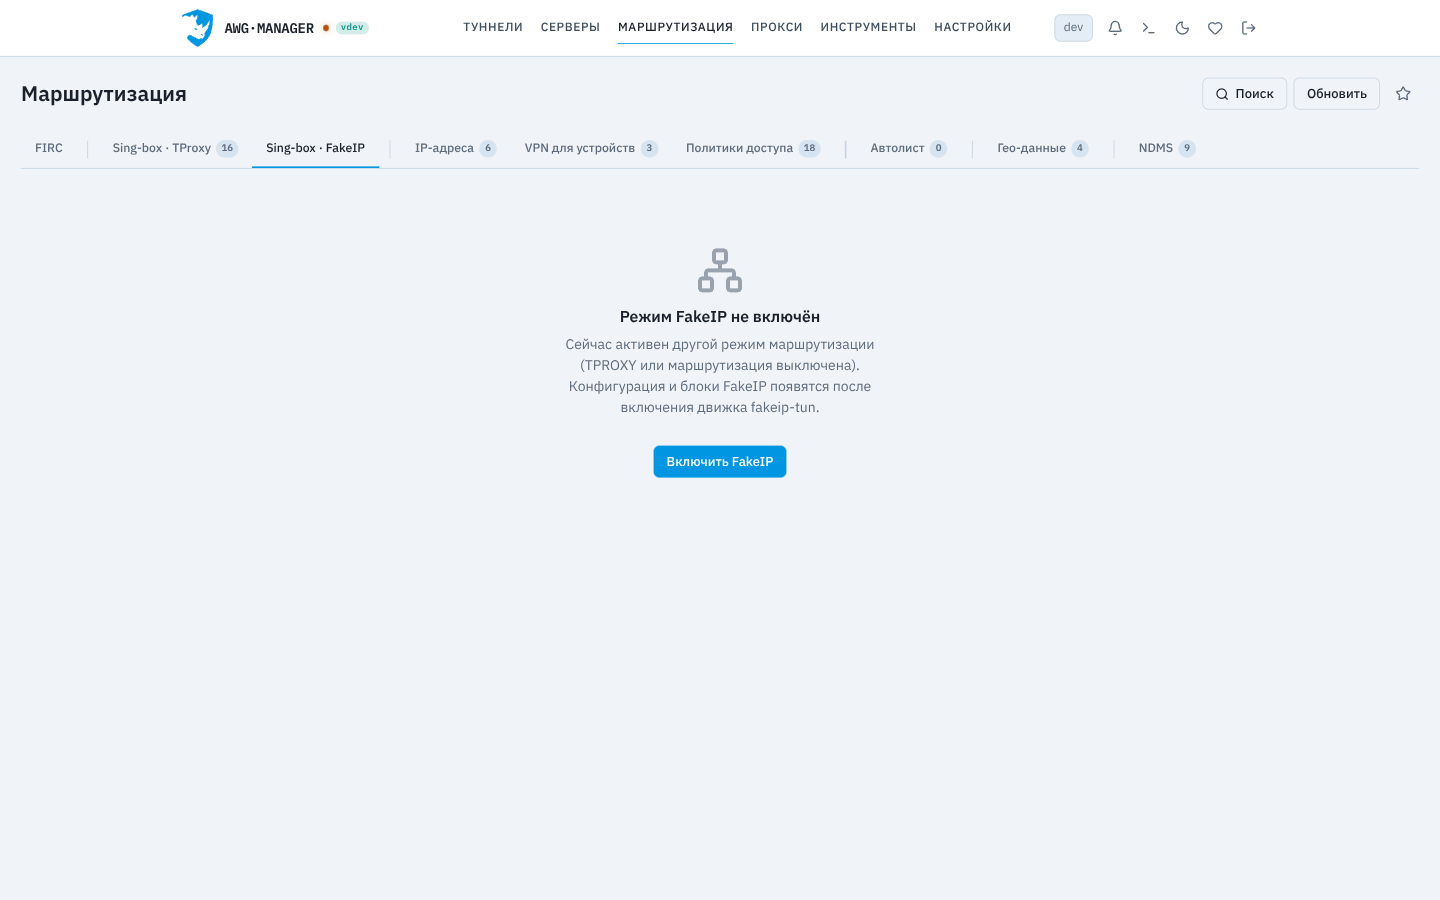 AWG·MANAGER vdev ТУННЕЛИ СЕРВЕРЫ МАРШРУТИЗАЦИЯ ПРОКСИ ИНСТРУМЕНТЫ НАСТРОЙКИ dev
Маршрутизация Поиск Обновить
FIRC Sing-box · TProxy 16 Sing-box · FakeIP IP-адреса 6 VPN для устройств 3 Политики доступа 18 Автолист 0 Гео-данные 4 NDMS 9
Режим FakeIP не включён
Сейчас активен другой режим маршрутизации
(TPROXY или маршрутизация выключена).
Конфигурация и блоки FakeIP появятся после
включения движка fakeip-tun.
Включить FakeIP